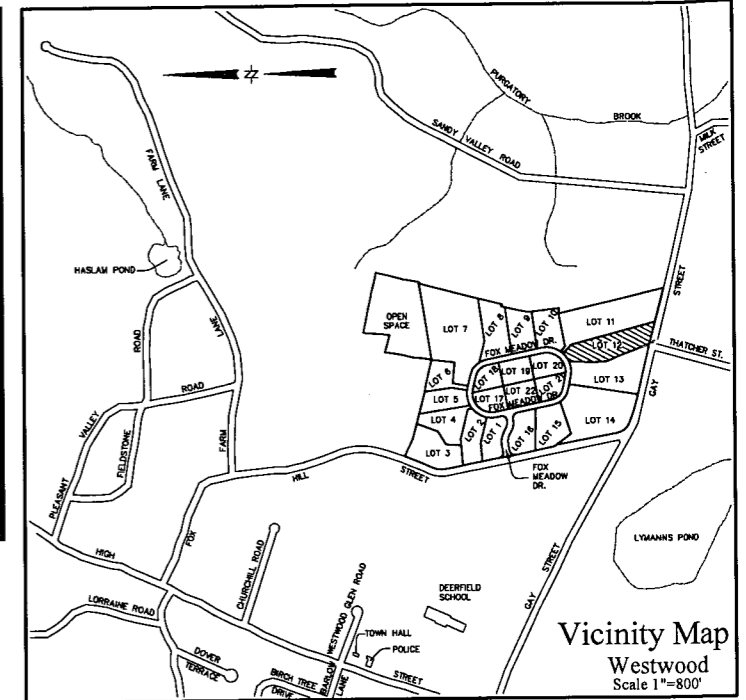 PURGATORY
BROOK
SANDY VALLEY ROAD
MILK
STREET
FARM LANE
HASLAM POND
OPEN
SPACE
LOT 7
LOT 8
LOT 9
LOT 10
LOT 11
LOT 12
STREET
THATCHER ST.
FOX MEADOW DR.
LOT 18
LOT 19
LOT 20
LOT 6
LOT 5
LOT 17
LOT 22
FOX MEADOW DR.
LOT 13
GAY
LOT 4
LOT 2
LOT 1
LOT 16
LOT 15
LOT 14
LOT 3
FOX
MEADOW
DR.
ROAD
LANE
ROAD
VALLEY
FIELDSTONE
PLEASANT
FARM
HILL
STREET
FOX
HIGH
LYMANNS POND
GAY
STREET
CHURCHILL ROAD
DEERFIELD
SCHOOL
LORRAINE ROAD
WESTWOOD GLEN ROAD
TOWN HALL
POLICE
DOVER
TERRACE
BIRCH TREE
DRIVE
BARLOW
LANE
STREET
Vicinity Map
Westwood
Scale 1"=800'